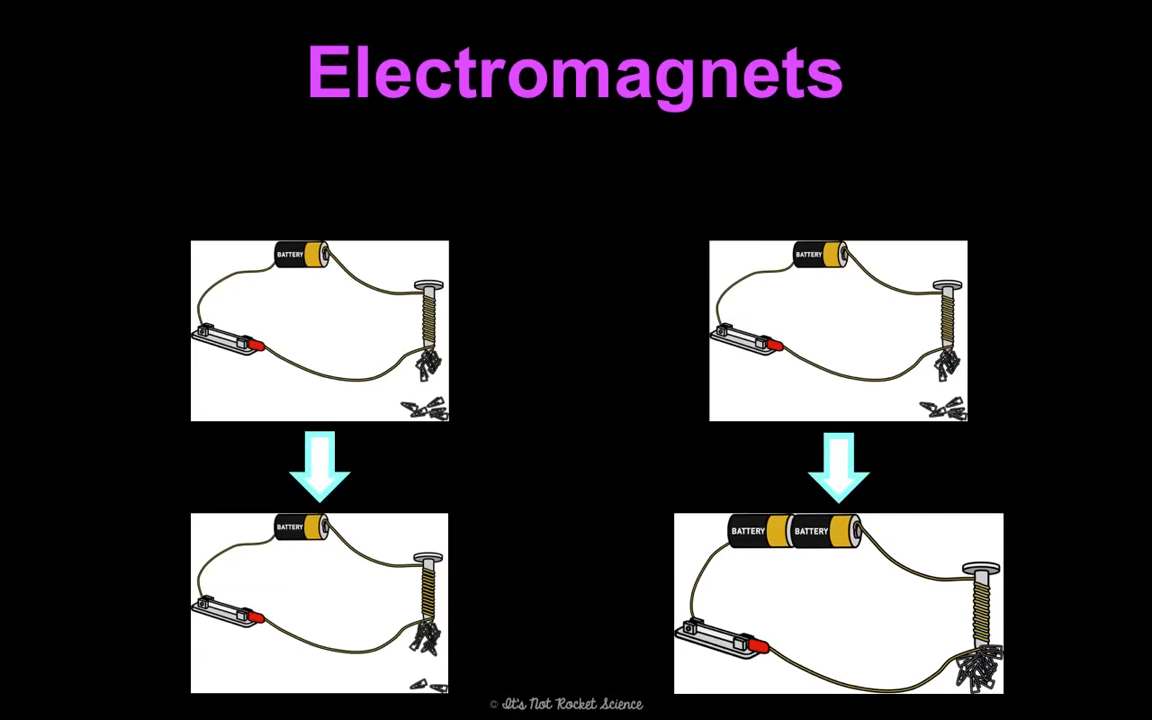 Electromagnets
BATTERY
BATTERY
BATTERY
BATTERY BATTERY
© It's Not Rocket Science